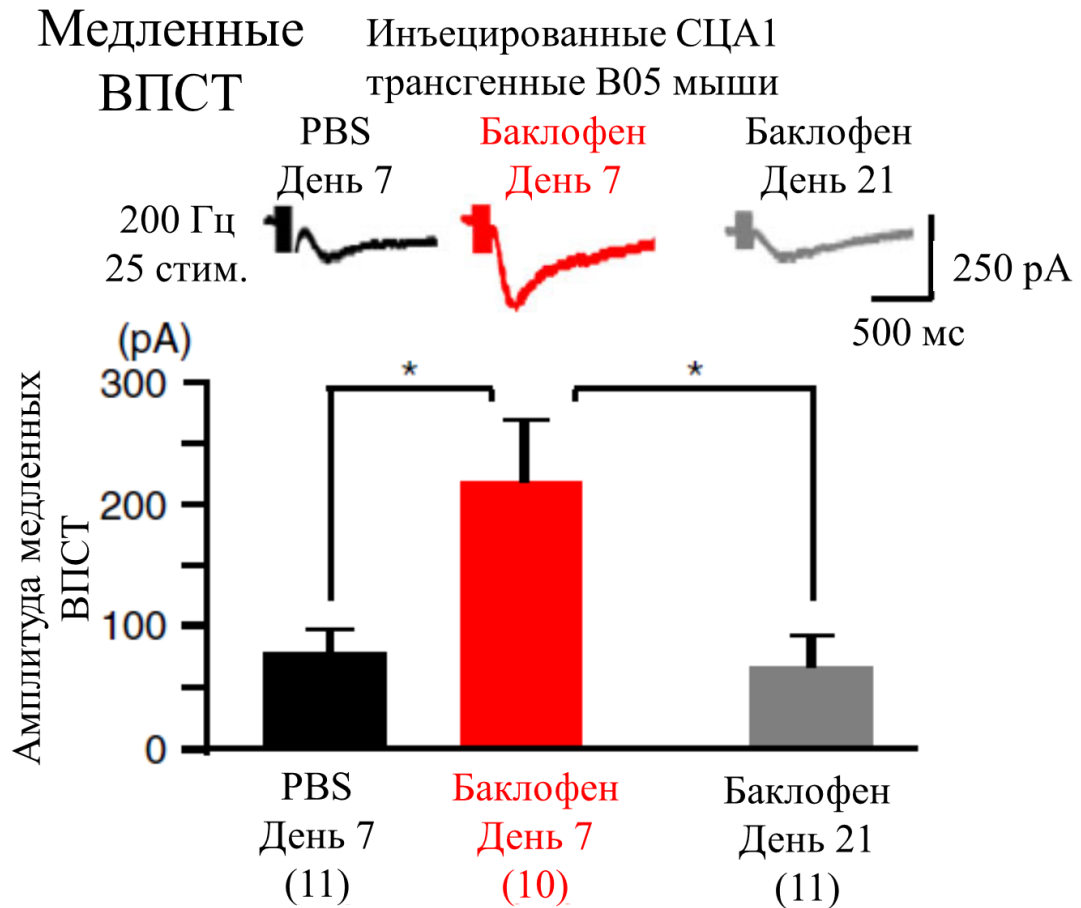 Медленные
ВПСТ
Инъецированные СЦА1
трансгенные B05 мыши
PBS
День 7
Баклофен
День 7
Баклофен
День 21
200 Гц
25 стим.
250 pA
500 мс
(pA)
Амплитуда медленных
ВПСТ
300
200
100
0
*
*
PBS
День 7
(11)
Баклофен
День 7
(10)
Баклофен
День 21
(11)